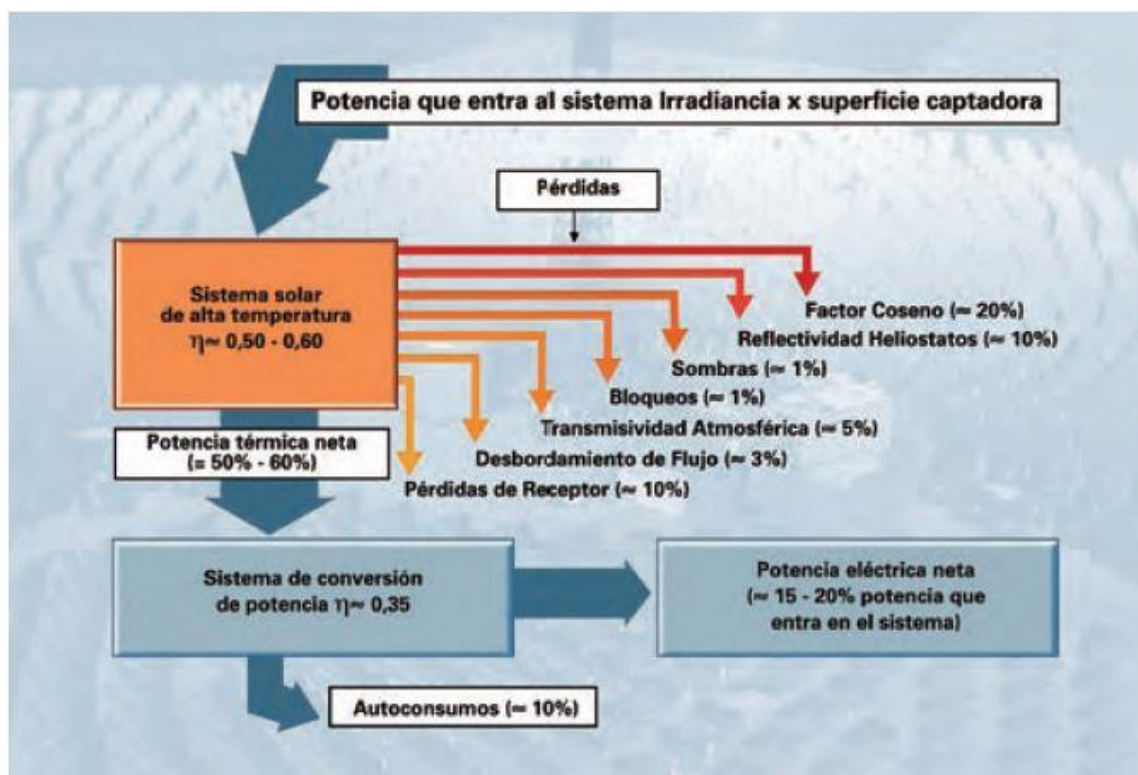 Potencia que entra al sistema Irradiancia x superficie captadora
Pérdidas
Sistema solar
de alta temperatura
η≈ 0,50 - 0,60
Factor Coseno (≈ 20%)
Reflectividad Heliostatos (≈ 10%)
Sombras (≈ 1%)
Bloqueos (≈ 1%)
Transmisividad Atmosférica (≈ 5%)
Desbordamiento de Flujo (≈ 3%)
Pérdidas de Receptor (≈ 10%)
Potencia térmica neta
(= 50% - 60%)
Sistema de conversión
de potencia η≈ 0,35
Potencia eléctrica neta
(≈ 15 - 20% potencia que
entra en el sistema)
Autoconsumos (≈ 10%)